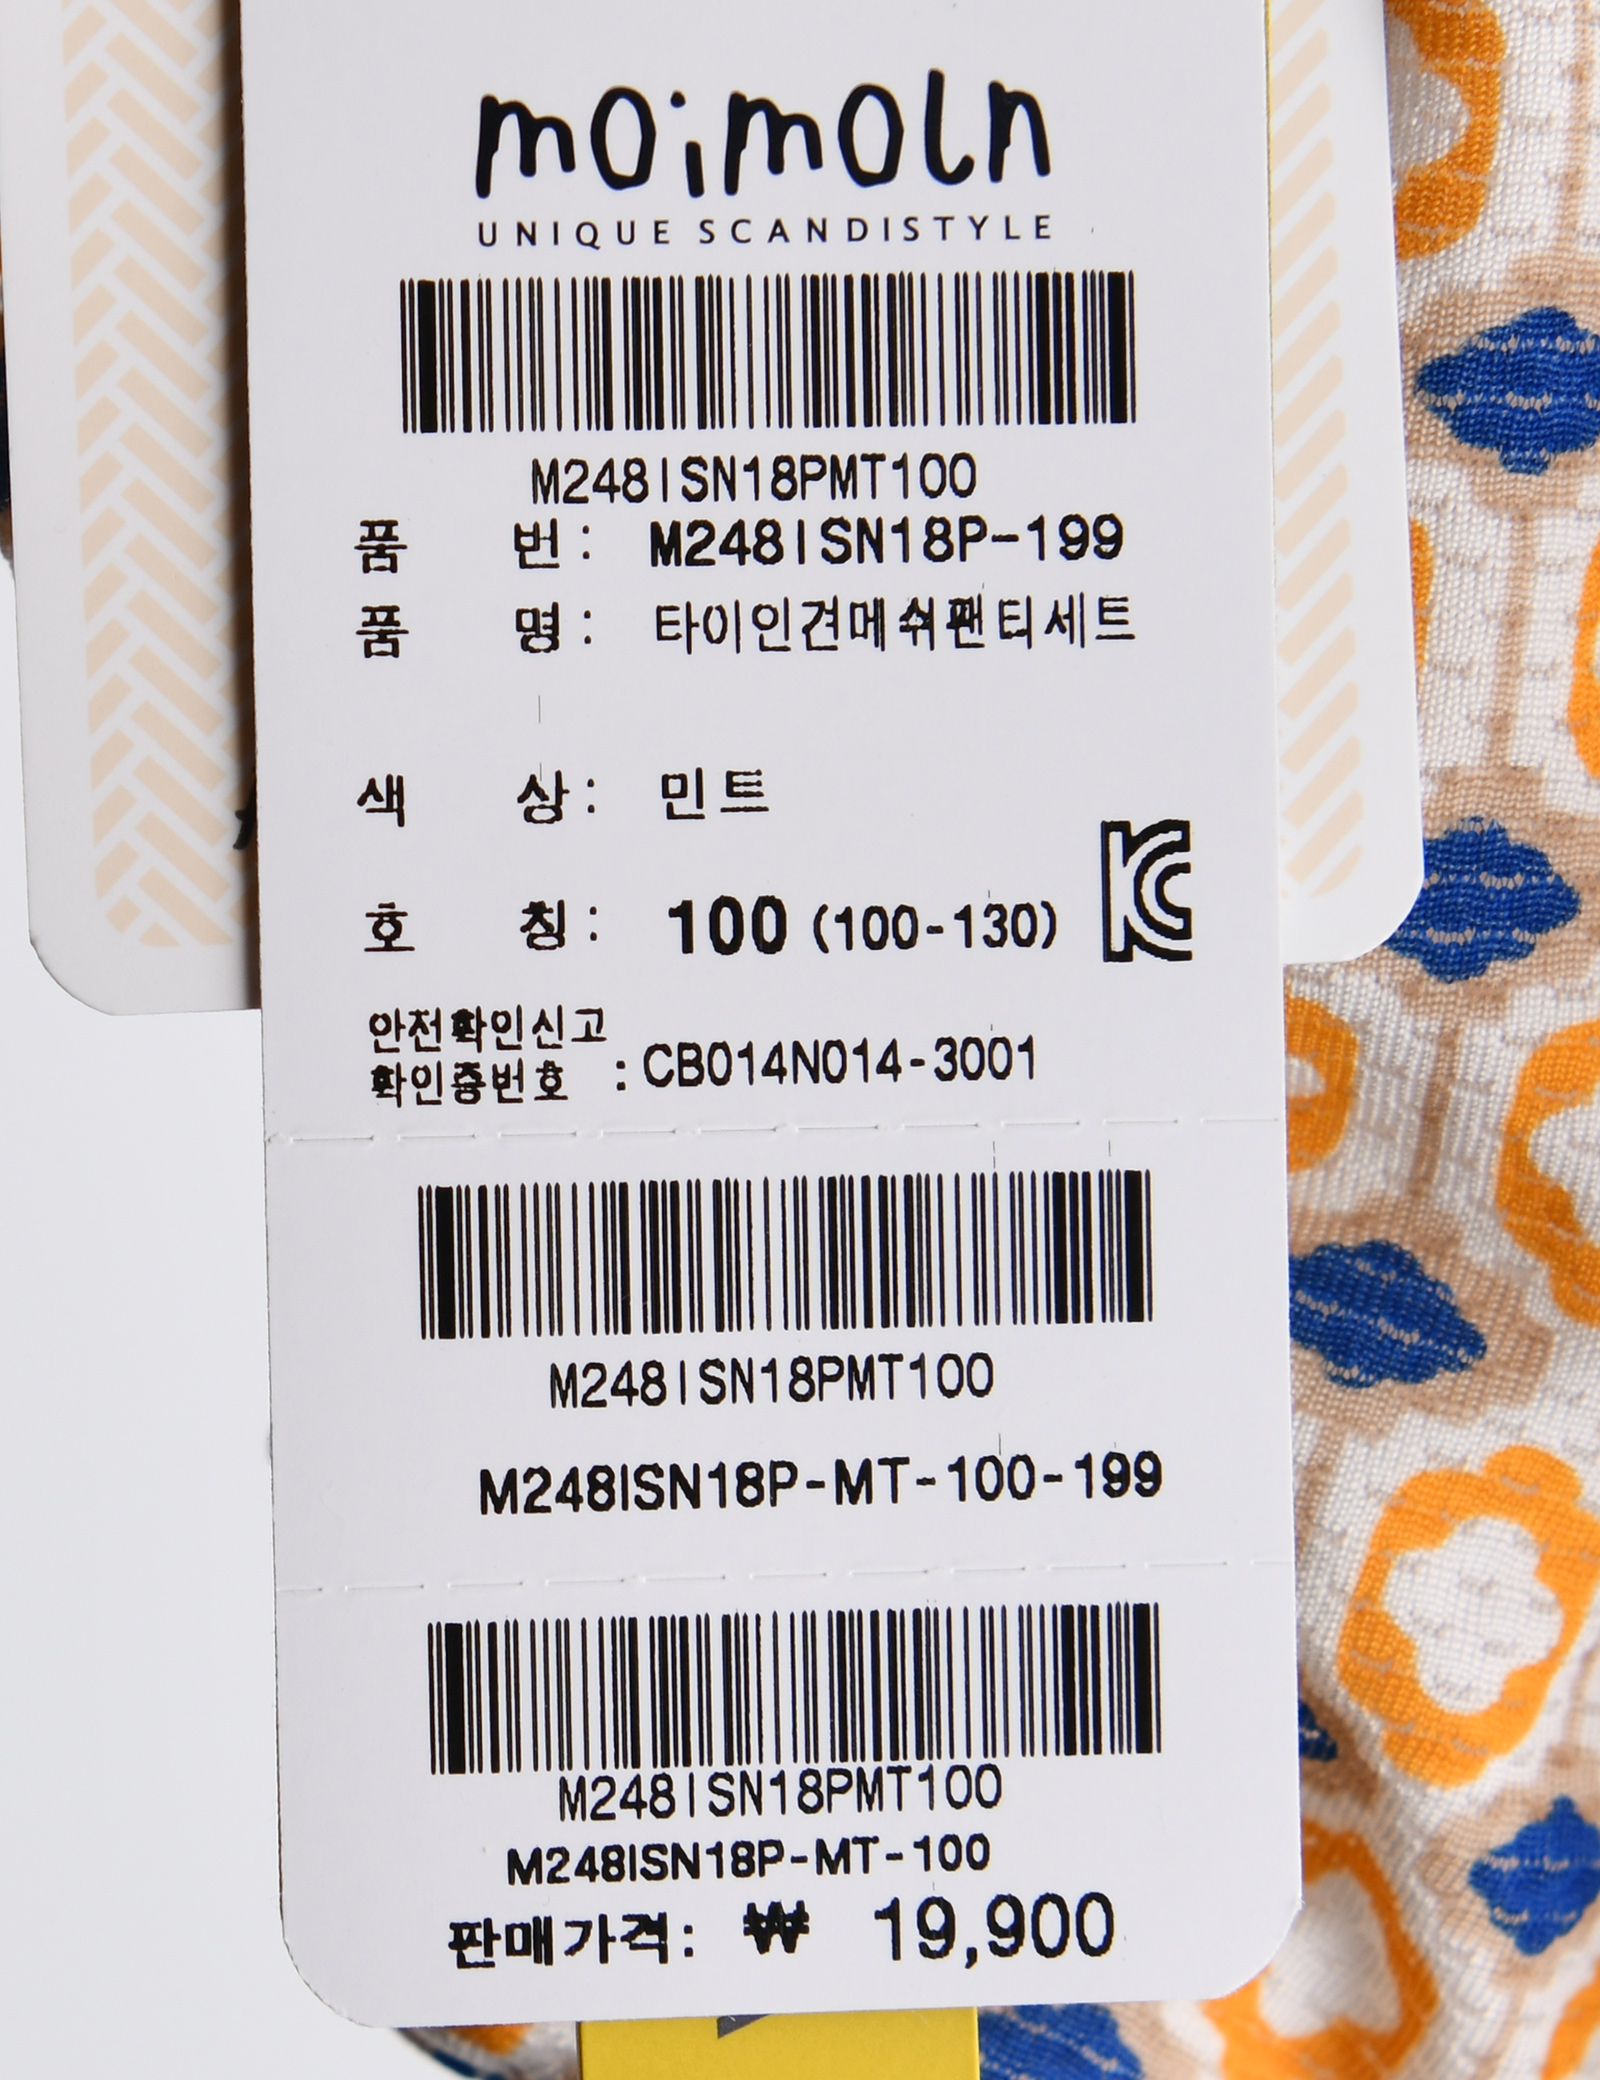 moimoln
UNIQUE SCANDISTYLE
M248ISN18PMT100
품 번: M248ISN18P-199
품 명: 타이인견메쉬팬티세트
색 상: 민트
호 칭: 100 (100-130)
안전확인신고
확인증번호 : CB014N014-3001
M248ISN18PMT100
M248ISN18P-MT-100-199
M248ISN18PMT100
M248ISN18P-MT-100
판매가격: ₩ 19,900